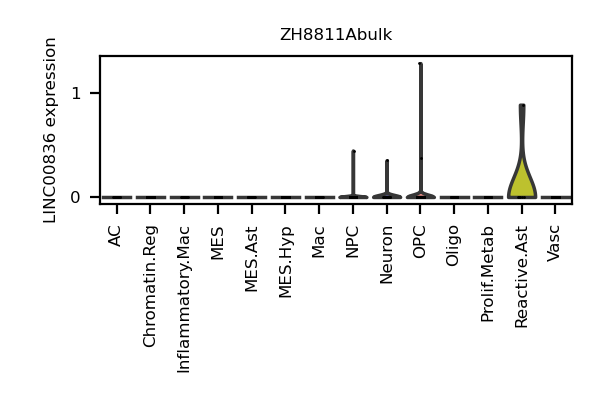 ZH8811Abulk
LINC00836 expression
1
0
AC
Chromatin.Reg
Inflammatory.Mac
MES
MES.Ast
MES.Hyp
Mac
NPC
Neuron
OPC
Oligo
Prolif.Metab
Reactive.Ast
Vasc